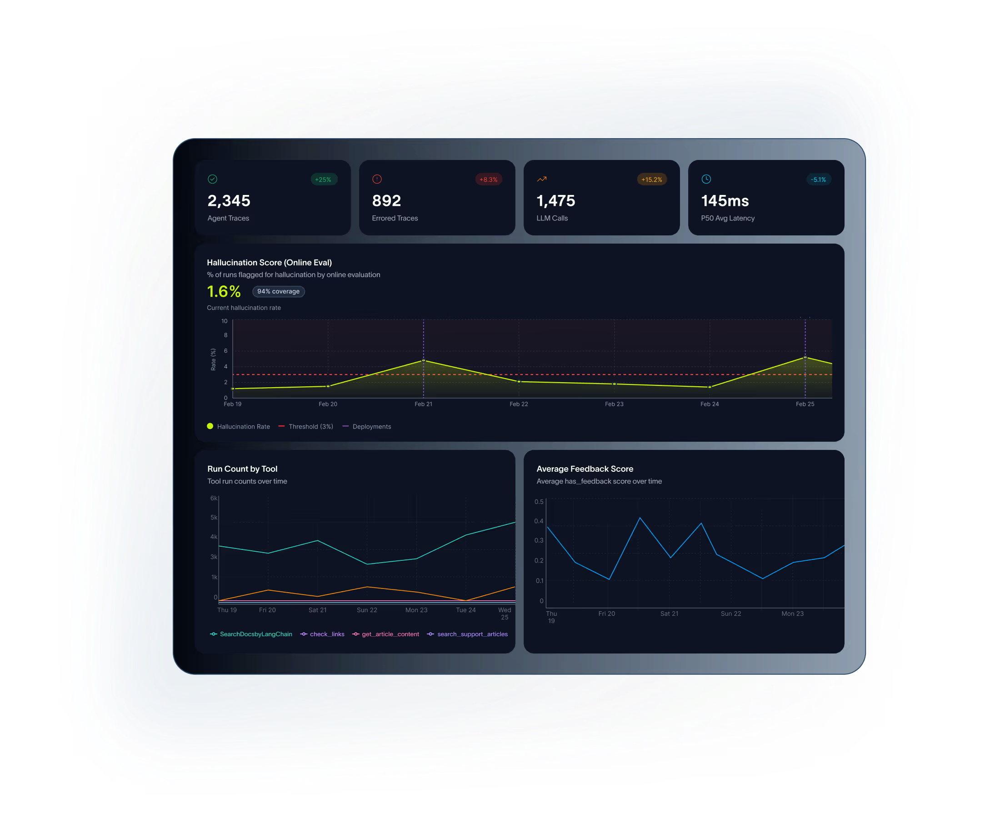 +25%
2,345
Agent Traces
+8.3%
892
Errored Traces
+15.2%
1,475
LLM Calls
-5.1%
145ms
P50 Avg Latency
Hallucination Score (Online Eval)
% of runs flagged for hallucination by online evaluation
1.6% 94% coverage
Current hallucination rate
Rate (%)
10
8
6
4
2
0
Feb 19 Feb 20 Feb 21 Feb 22 Feb 23 Feb 24 Feb 25
Hallucination Rate Threshold (3%) Deployments
Run Count by Tool
Tool run counts over time
6k
5k
4k
3k
1k
0
Thu 19 Fri 20 Sat 21 Sun 22 Mon 23 Tue 24 Wed
25
SearchDocsbyLangChain check_links get_article_content search_support_articles
Average Feedback Score
Average has_feedback score over time
0.5
0.4
0.3
0.2
0.1
0
Thu Fri 20 Sat 21 Sun 22 Mon 23
19